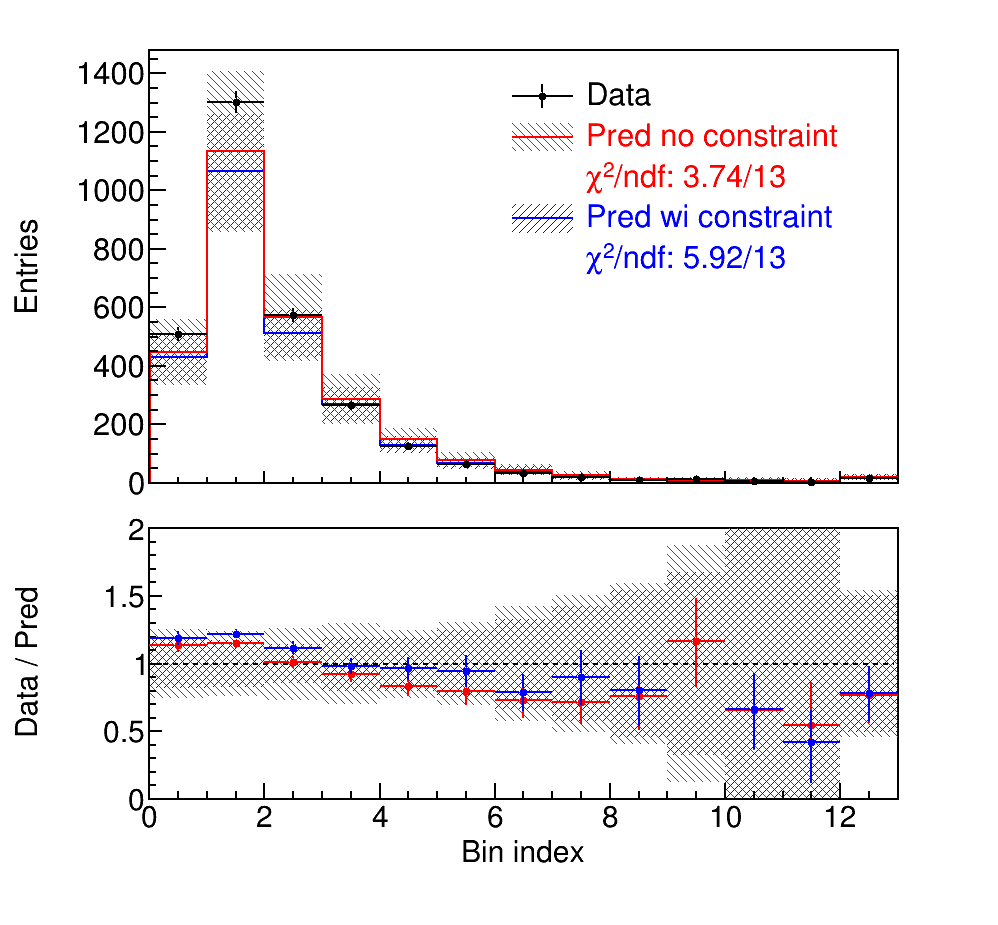 1400
1200
1000
800
600
400
200
0
Entries
Data
Pred no constraint
χ²/ndf: 3.74/13
Pred wi constraint
χ²/ndf: 5.92/13
2
1.5
1
0.5
0
Data / Pred
0 2 4 6 8 10 12
Bin index